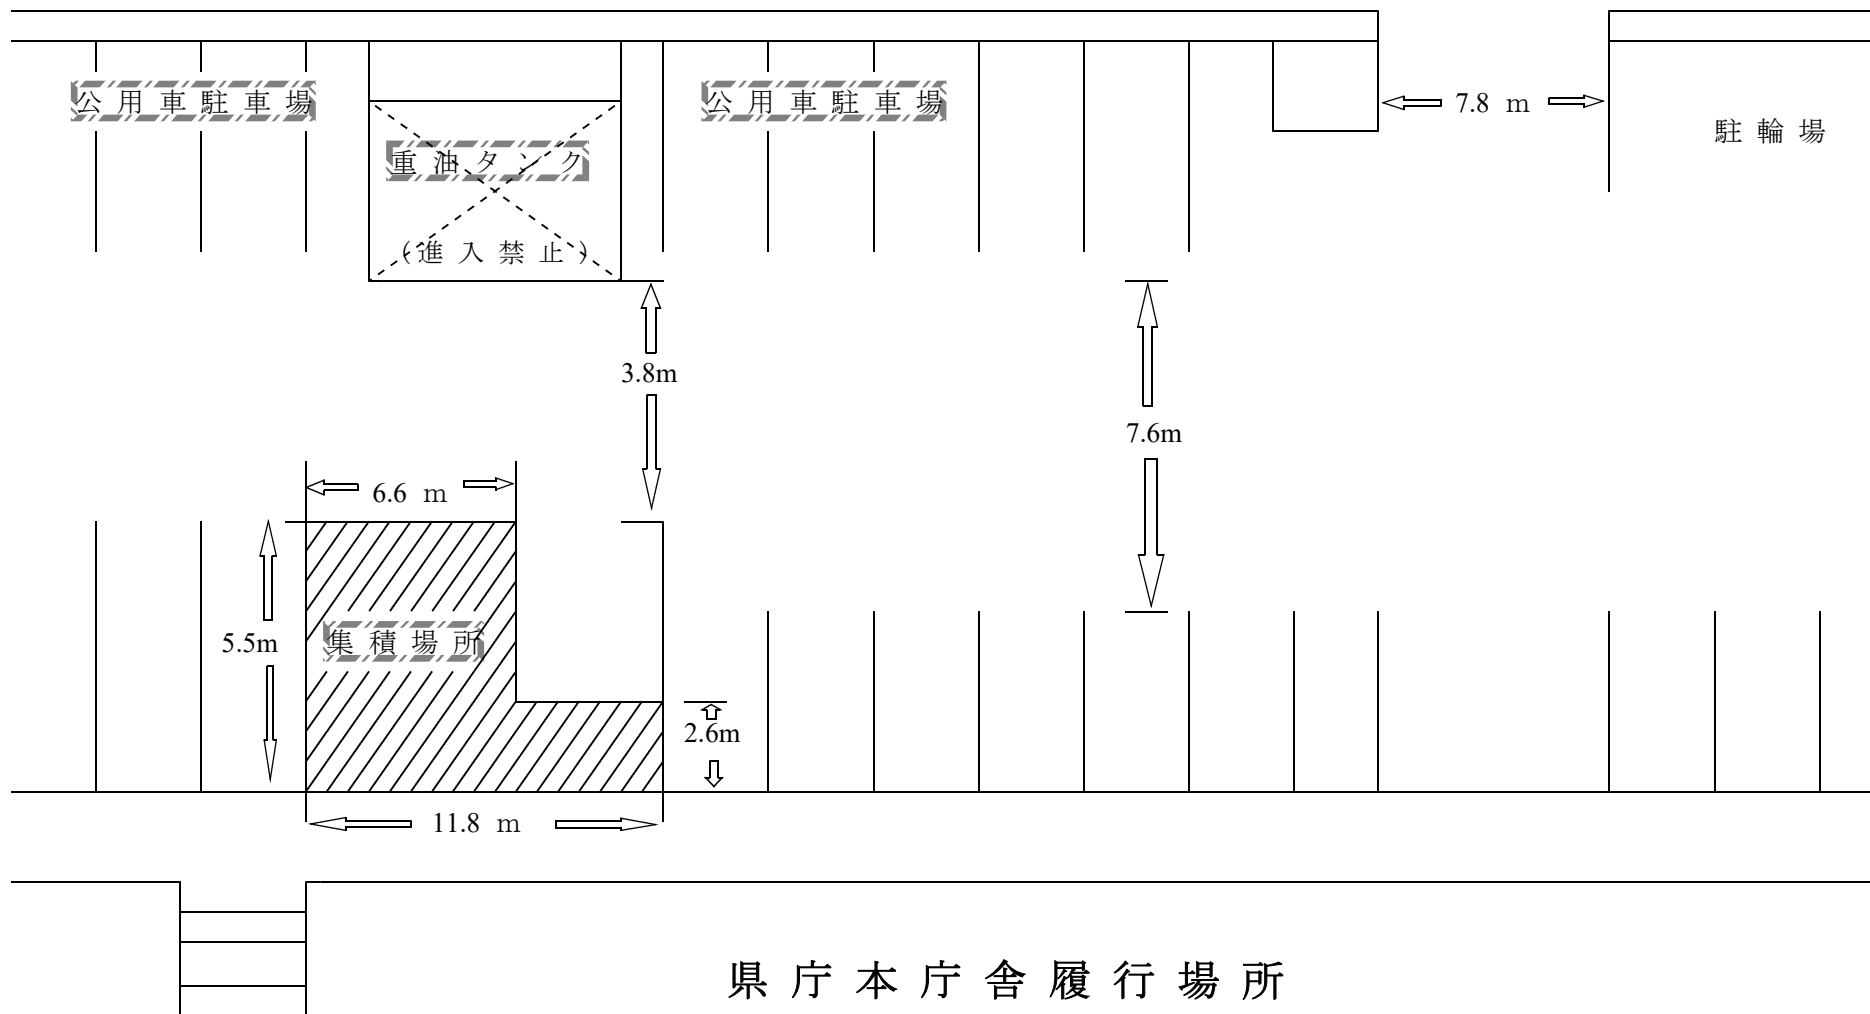 公用車駐車場
公用車駐車場
7.8 m
駐輪場
重油タンク
(進入禁止)
3.8m
7.6m
6.6 m
5.5m
集積場所
2.6m
11.8 m
県庁本庁舎履行場所